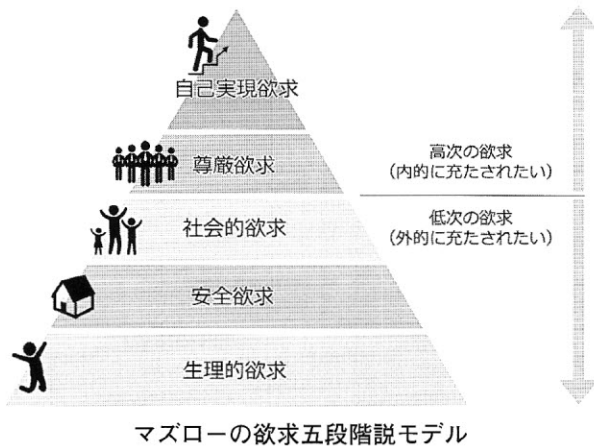 自己実現欲求
尊厳欲求
高次の欲求
(内的に充たされたい)
社会的欲求
低次の欲求
(外的に充たされたい)
安全欲求
生理的欲求
マズローの欲求五段階説モデル